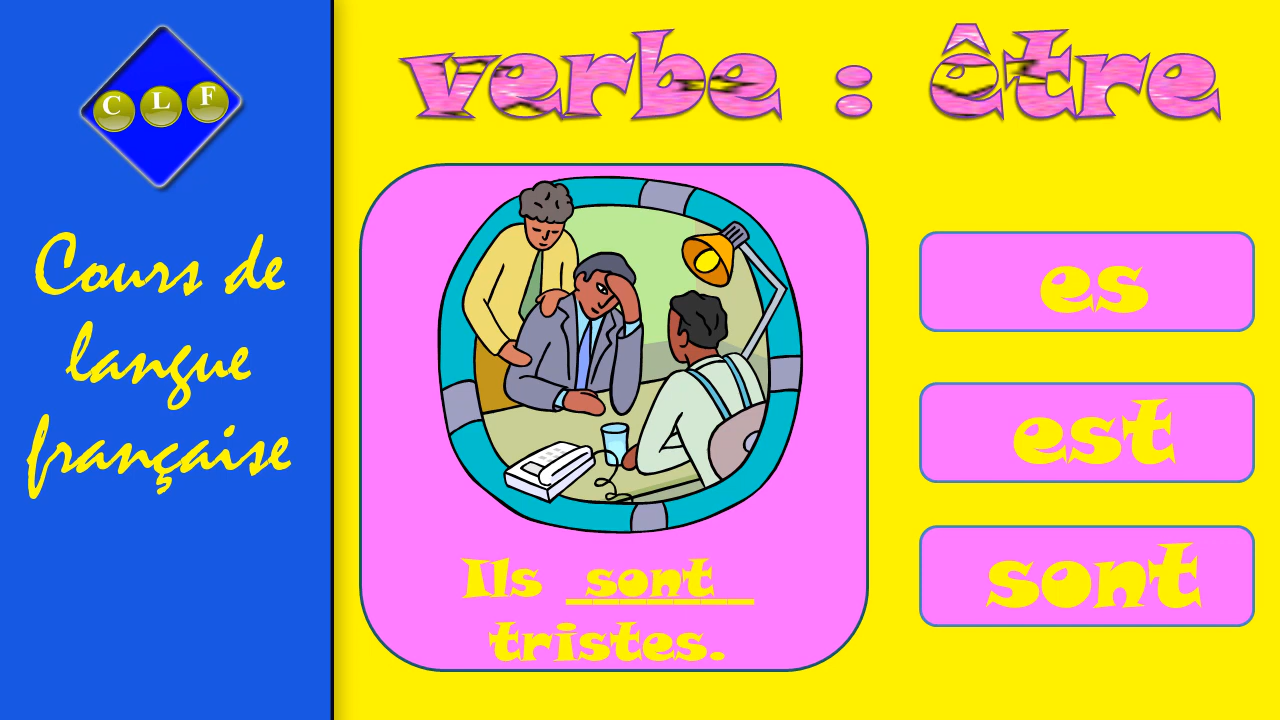 C L F
Cours de
langue
française
verbe : être
Ils sont
tristes.
es
est
sont